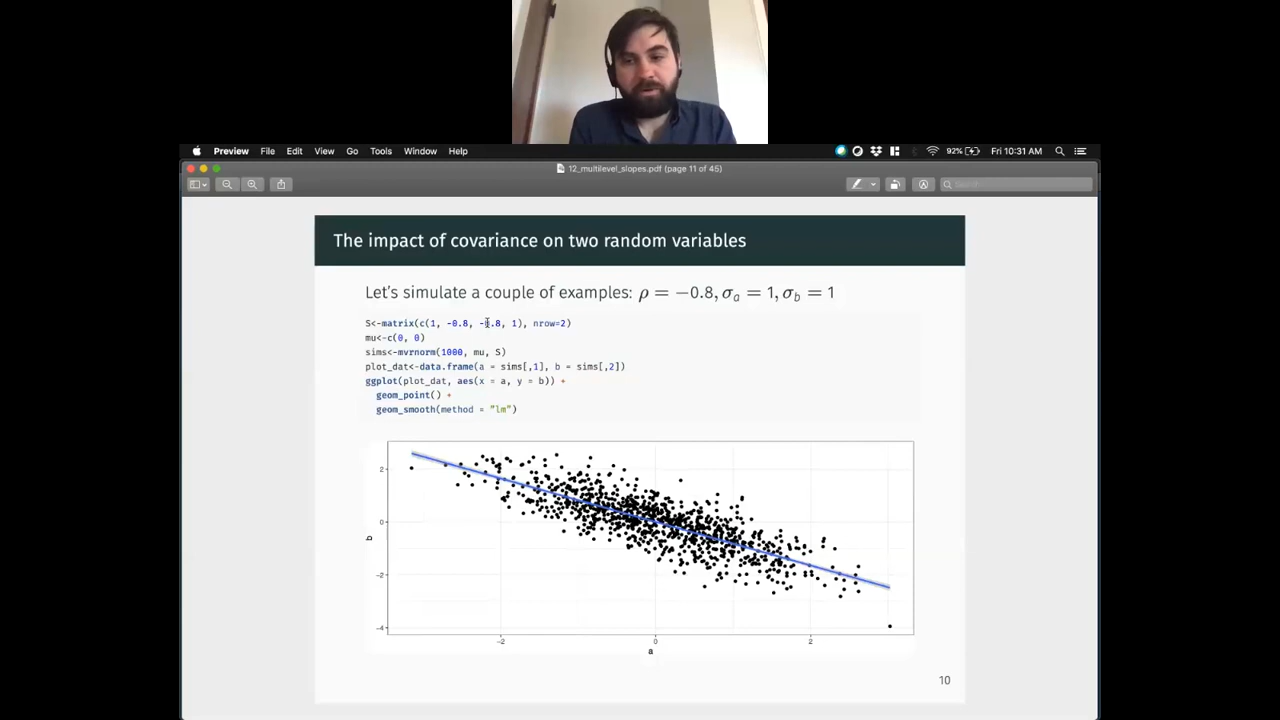 Preview File Edit View Go Tools Window Help 92% Fri 10:31 AM
12_multilevel_slopes.pdf (page 11 of 45)
Search
The impact of covariance on two random variables
Let's simulate a couple of examples: ρ = −0.8, σa = 1, σb = 1
S<-matrix(c(1, -0.8, -0.8, 1), nrow=2)
mu<-c(0, 0)
sims<-mvrnorm(1000, mu, S)
plot_dat<-data.frame(a = sims[,1], b = sims[,2])
ggplot(plot_dat, aes(x = a, y = b)) +
geom_point() +
geom_smooth(method = "lm")
2
0
−2
−4
b
−2 0 2
a
10